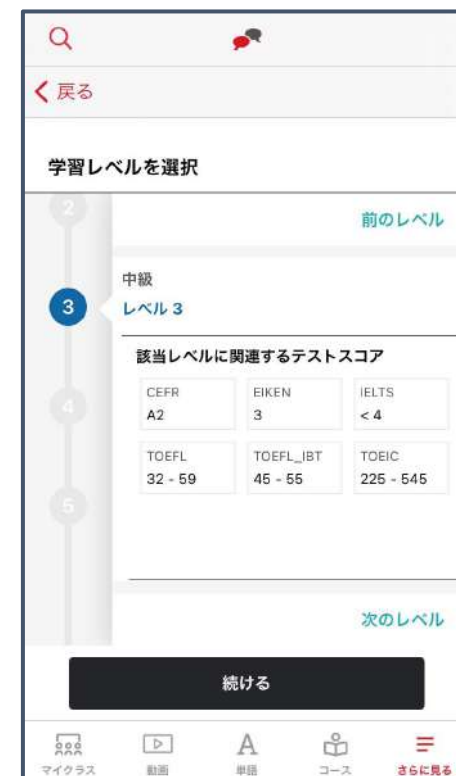 戻る
学習レベルを選択
2
前のレベル
中級
3
レベル 3
該当レベルに関連するテストスコア
CEFR EIKEN IELTS
A2 3 < 4
4
TOEFL TOEFL_IBT TOEIC
32 - 59 45 - 55 225 - 545
5
次のレベル
続ける
マイクラス 動画 単語 コース さらに見る